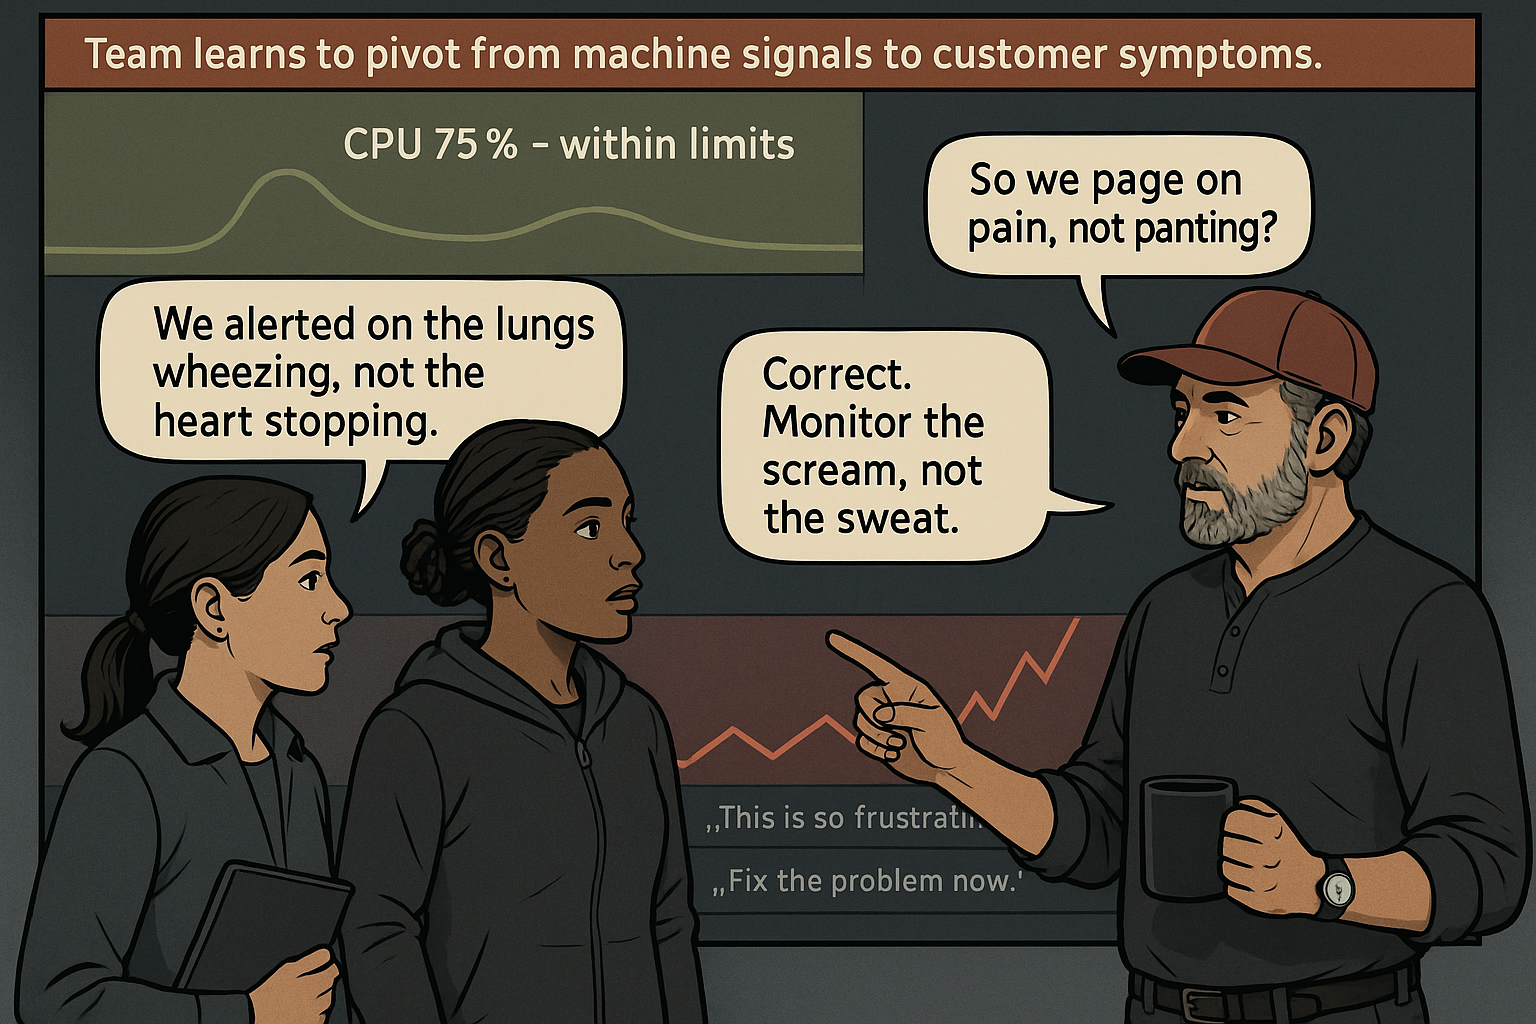 Team learns to pivot from machine signals to customer symptoms.
CPU 75 % – within limits
So we page on
pain, not panting?
We alerted on the lungs
wheezing, not the
heart stopping.
Correct.
Monitor the
scream, not
the sweat.
„This is so frustratin
„Fix the problem now.'